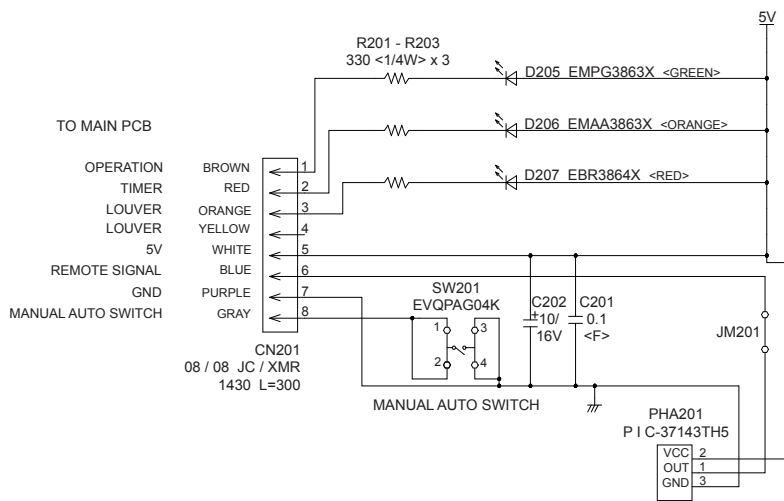 5V
R201 - R203
330 <1/4W> x 3
D205 EMPG3863X <GREEN>
TO MAIN PCB
D206 EMAA3863X <ORANGE>
OPERATION BROWN 1
D207 EBR3864X <RED>
TIMER RED 2
LOUVER ORANGE 3
LOUVER YELLOW 4
5V WHITE 5
REMOTE SIGNAL BLUE 6
GND PURPLE 7
MANUAL AUTO SWITCH GRAY 8
SW201
EVQPAG04K
1 3
2 4
C202
+10/
16V
C201
0.1
<F>
JM201
CN201
08 / 08 JC / XMR
1430 L=300
MANUAL AUTO SWITCH
PHA201
P I C-37143TH5
VCC 2
OUT 1
GND 3